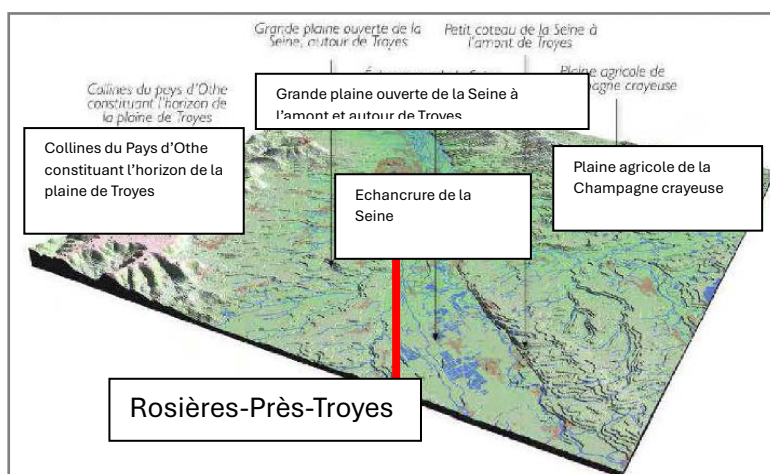 Grande plaine ouverte de la
Seine, autour de Troyes
Petit coteau de la Seine à
l'amont de Troyes
Collines du pays d'Othe
constituant l'horizon de
la plaine de Troyes
Plaine agricole de
crayeuse
Grande plaine ouverte de la Seine à
l'amont et autour de Troyes
Collines du Pays d'Othe
constituant l'horizon de la
plaine de Troyes
Echancrure de la
Seine
Plaine agricole de la
Champagne crayeuse
Rosières-Près-Troyes